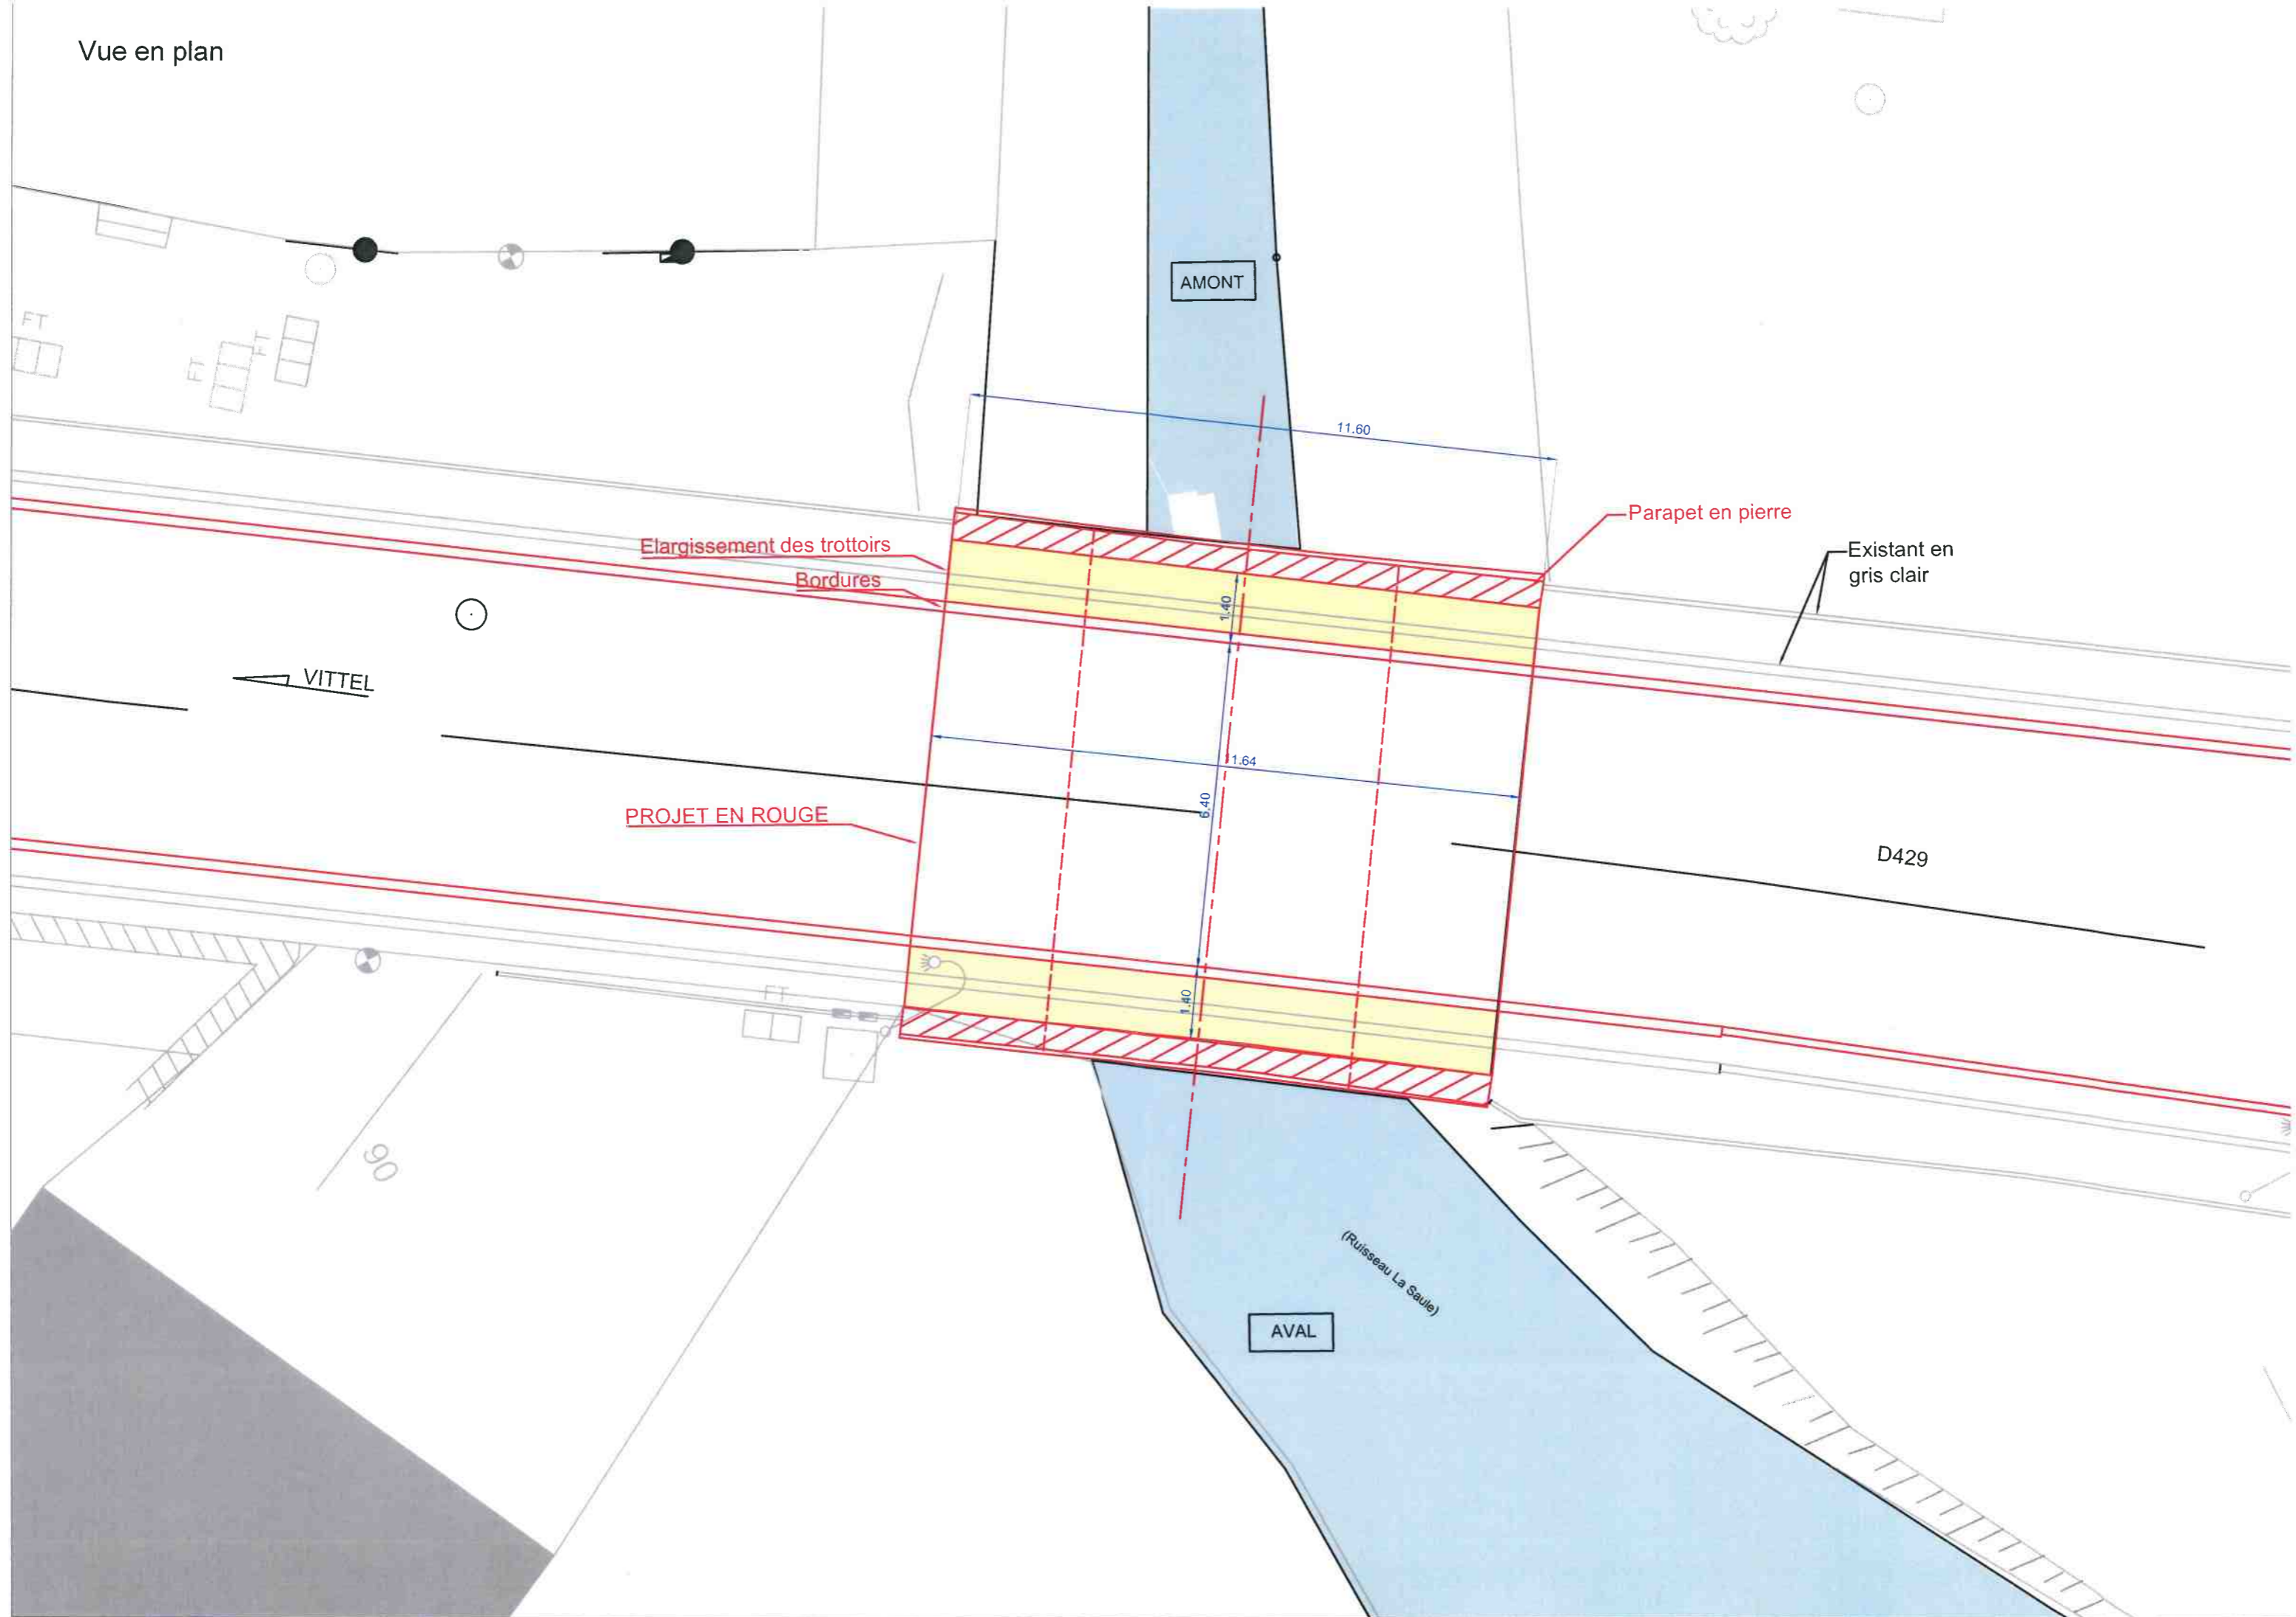 Vue en plan
AMONT
FT
FT
FT
11.60
Parapet en pierre
Elargissement des trottoirs
Existant en
gris clair
Bordures
1.40
VITTEL
11.64
6.40
PROJET EN ROUGE
D429
FT
1.40
90
(Ruisseau La Saule)
AVAL